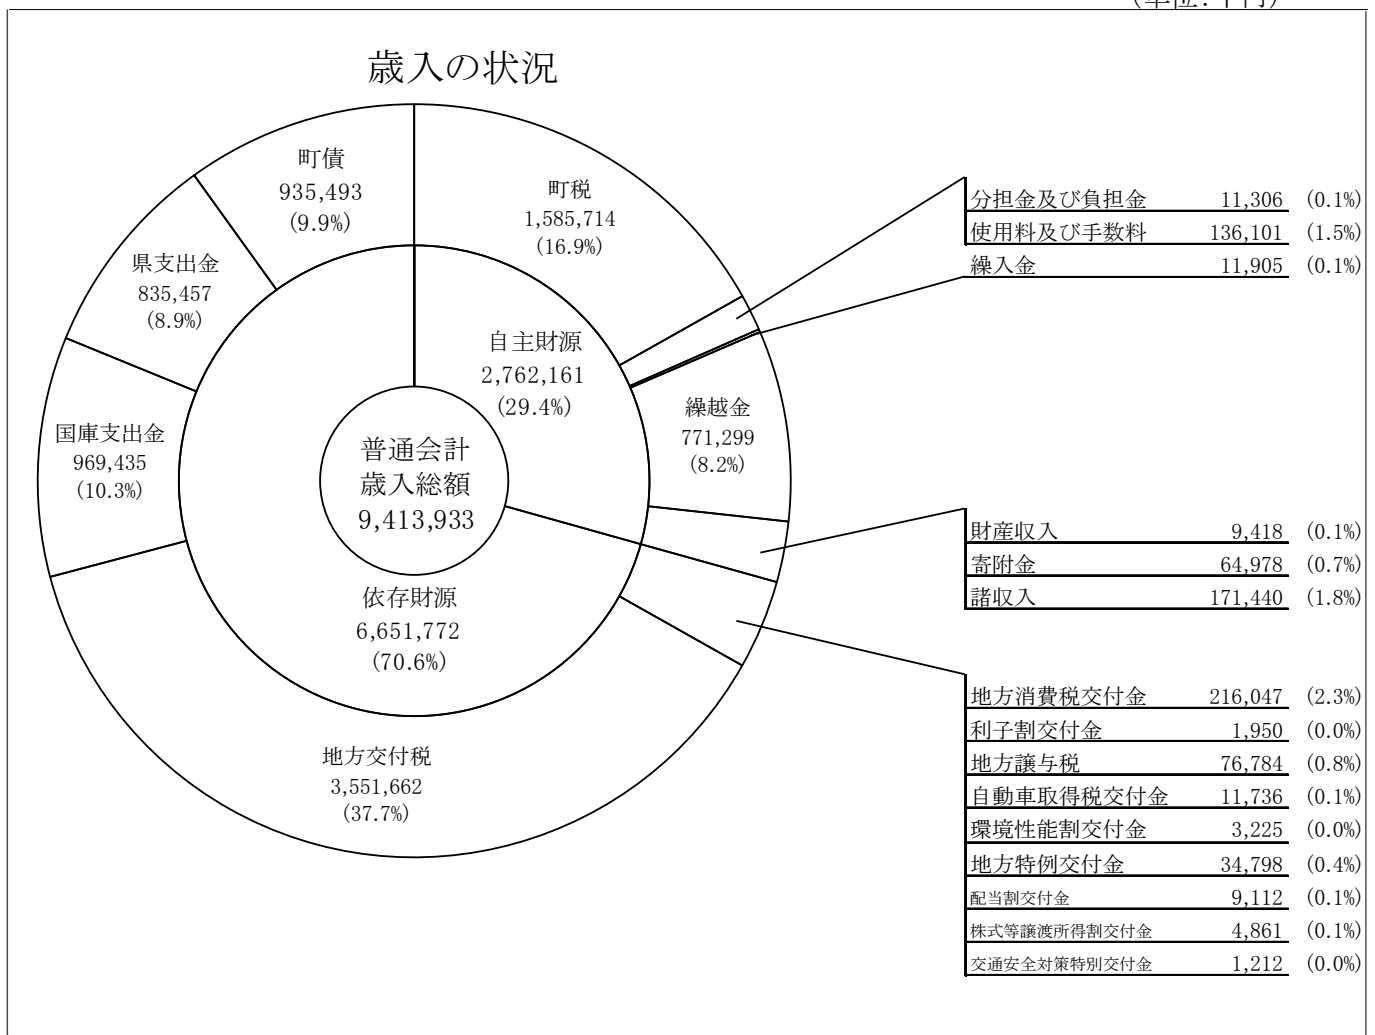 (単位:千円)
歳入の状況
町債
935,493
(9.9%)
町税
1,585,714
(16.9%)
県支出金
835,457
(8.9%)
自主財源
2,762,161
(29.4%)
繰越金
771,299
(8.2%)
国庫支出金
969,435
(10.3%)
普通会計
歳入総額
9,413,933
依存財源
6,651,772
(70.6%)
地方交付税
3,551,662
(37.7%)
分担金及び負担金 11,306 (0.1%)
使用料及び手数料 136,101 (1.5%)
繰入金 11,905 (0.1%)
財産収入 9,418 (0.1%)
寄附金 64,978 (0.7%)
諸収入 171,440 (1.8%)
地方消費税交付金 216,047 (2.3%)
利子割交付金 1,950 (0.0%)
地方譲与税 76,784 (0.8%)
自動車取得税交付金 11,736 (0.1%)
環境性能割交付金 3,225 (0.0%)
地方特例交付金 34,798 (0.4%)
配当割交付金 9,112 (0.1%)
株式等譲渡所得割交付金 4,861 (0.1%)
交通安全対策特別交付金 1,212 (0.0%)